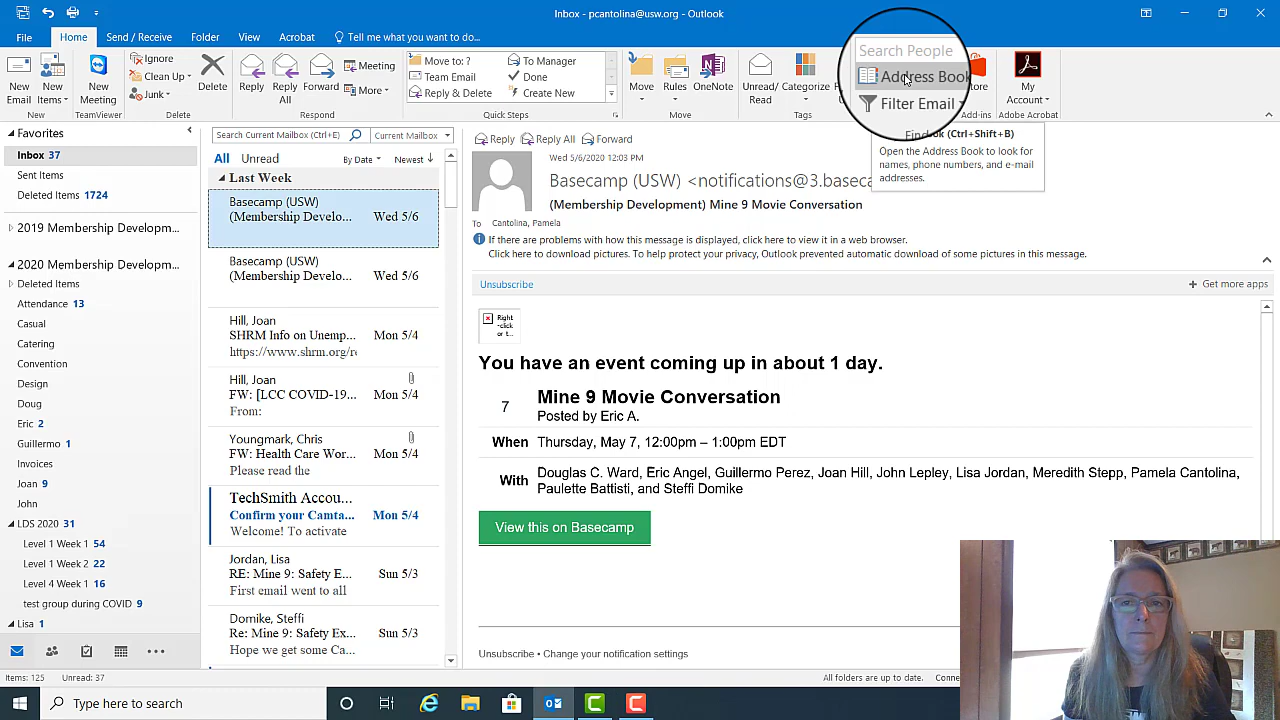 Inbox - pcantolina@usw.org - Outlook
File Home Send / Receive Folder View Acrobat Tell me what you want to do...
New Email
New Items
New Meeting
Ignore
Clean Up
Junk
Delete
Reply
Reply All
Forward
Meeting
Move to: ?
Team Email
Reply & Delete
To Manager
Done
Create New
Move
Rules
OneNote
Unread/ Read
Categorize
Search People
Address Book
Filter Email
My Account
New TeamViewer Delete Respond Quick Steps Move Tags Find Add-ins Adobe Acrobat
(Ctrl+Shift+B)
Open the Address Book to look for
names, phone numbers, and e-mail
addresses.
Favorites
Inbox 37
Sent Items
Deleted Items 1724
2019 Membership Developm...
2020 Membership Developm...
Deleted Items
Attendance 13
Casual
Catering
Convention
Design
Doug
Eric 2
Guillermo 1
Invoices
Joan 9
John
LDS 2020 31
Level 1 Week 1 54
Level 1 Week 2 22
Level 4 Week 1 16
test group during COVID 9
Lisa 1
Search Current Mailbox (Ctrl+E) Current Mailbox
All Unread By Date Newest
Last Week
Basecamp (USW)
(Membership Develo... Wed 5/6
Basecamp (USW)
(Membership Develo... Wed 5/6
Hill, Joan
SHRM Info on Unemp... Mon 5/4
https://www.shrm.org/re
Hill, Joan
FW: [LCC COVID-19... Mon 5/4
From:
Youngmark, Chris
FW: Health Care Wor... Mon 5/4
Please read the
TechSmith Accou...
Confirm your Camta... Mon 5/4
Welcome! To activate
Jordan, Lisa
RE: Mine 9: Safety E... Sun 5/3
First email went to all
Domike, Steffi
Re: Mine 9: Safety Ex... Sun 5/3
Hope we get some Ca
Reply Reply All Forward
Wed 5/6/2020 12:03 PM
Basecamp (USW) <notifications@3.baseca
(Membership Development) Mine 9 Movie Conversation
To Cantolina, Pamela
If there are problems with how this message is displayed, click here to view it in a web browser.
Click here to download pictures. To help protect your privacy, Outlook prevented automatic download of some pictures in this message.
Unsubscribe + Get more apps
Right
-click
or t...
You have an event coming up in about 1 day.
7 Mine 9 Movie Conversation
Posted by Eric A.
When Thursday, May 7, 12:00pm – 1:00pm EDT
With Douglas C. Ward, Eric Angel, Guillermo Perez, Joan Hill, John Lepley, Lisa Jordan, Meredith Stepp, Pamela Cantolina,
Paulette Battisti, and Steffi Domike
View this on Basecamp
Unsubscribe • Change your notification settings
Items: 125 Unread: 37 All folders are up to date. Conne
Type here to search